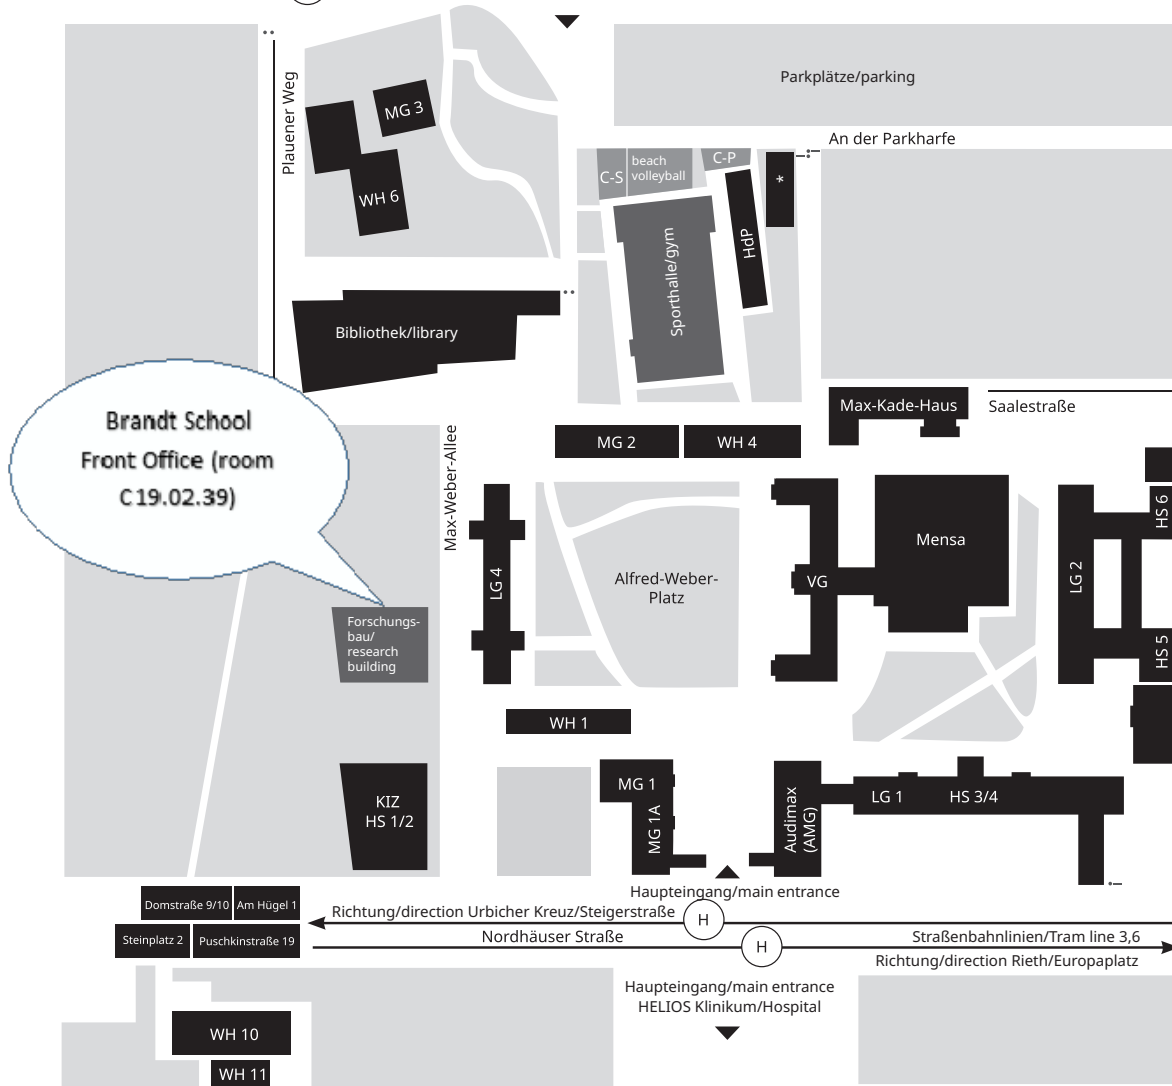 Parkplätze/parking
Plauener Weg
MG 3
An der Parkharfe
C-S
beach
volleyball
C-P
*
WH 6
HdP
Sporthalle/gym
Bibliothek/library
Brandt School
Front Office (room
C19.02.39)
Max-Kade-Haus
Saalestraße
MG 2
WH 4
Max-Weber-Allee
LG 4
Alfred-Weber-
Platz
VG
Mensa
LG 2
HS 6
HS 5
Forschungs-
bau/
research
building
WH 1
KIZ
HS 1/2
MG 1
MG 1A
Audimax
(AMG)
LG 1
HS 3/4
Haupteingang/main entrance
Domstraße 9/10
Am Hügel 1
Richtung/direction Urbicher Kreuz/Steigerstraße
H
Steinplatz 2
Puschkinstraße 19
Nordhäuser Straße
H
Straßenbahnlinien/Tram line 3,6
Richtung/direction Rieth/Europaplatz
Haupteingang/main entrance
HELIOS Klinikum/Hospital
WH 10
WH 11